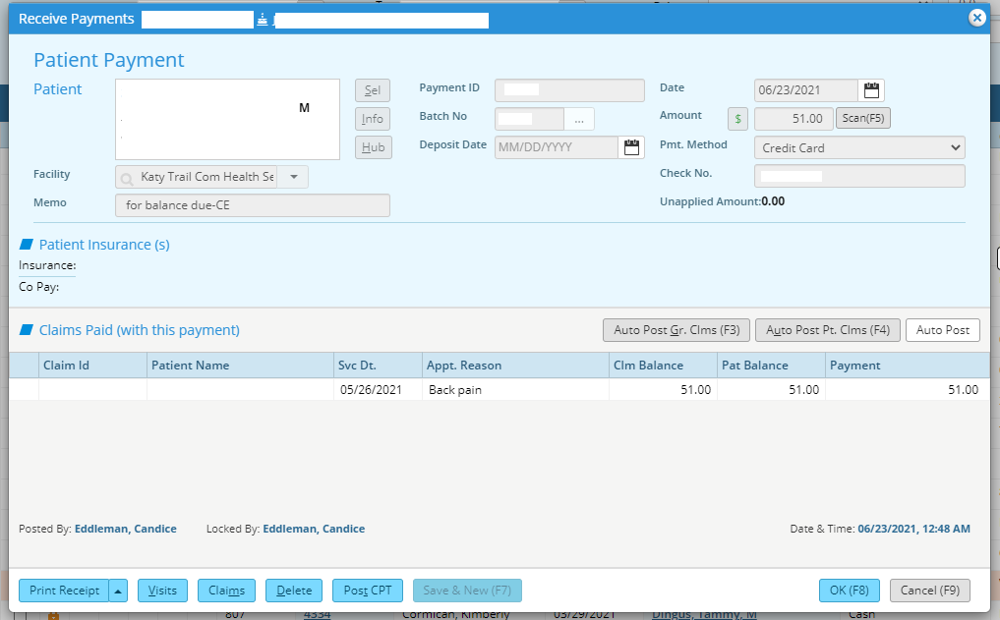 Receive Payments
Patient Payment
Patient
M
Sel
Info
Hub
Payment ID
Batch No
...
Deposit Date MM/DD/YYYY
Date 06/23/2021
Amount $ 51.00 Scan(F5)
Pmt. Method Credit Card
Check No.
Unapplied Amount:0.00
Facility Katy Trail Com Health Se
Memo for balance due-CE
Patient Insurance (s)
Insurance:
Co Pay:
Claims Paid (with this payment) Auto Post Gr. Clms (F3) Auto Post Pt. Clms (F4) Auto Post
Claim Id Patient Name Svc Dt. Appt. Reason Clm Balance Pat Balance Payment
05/26/2021 Back pain 51.00 51.00 51.00
Posted By: Eddleman, Candice Locked By: Eddleman, Candice Date & Time: 06/23/2021, 12:48 AM
Print Receipt Visits Claims Delete Post CPT Save & New (F7) OK (F8) Cancel (F9)
807 4334 Cormican, Kimberly 03/29/2021 Dingus, Tammy, M Cash